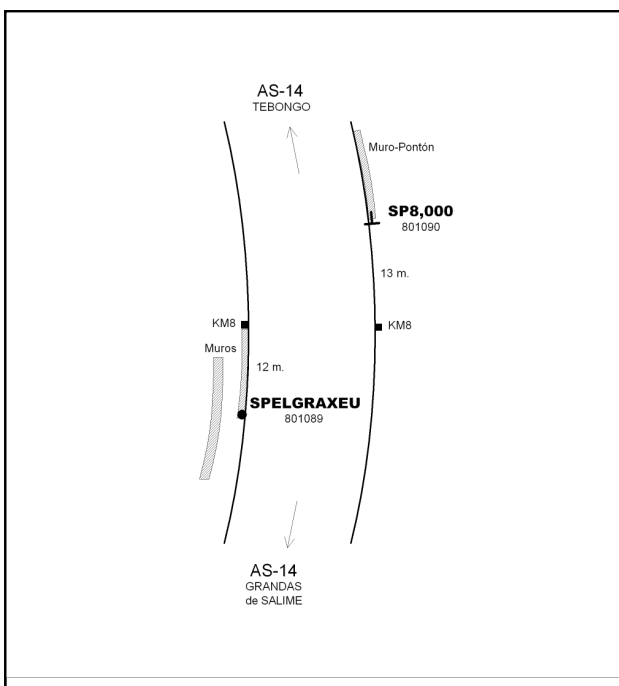 AS-14
TEBONGO
Muro-Pontón
SP8,000
801090
13 m.
KM8
KM8
Muros
12 m.
SPELGRAXEU
801089
AS-14
GRANDAS
de SALIME